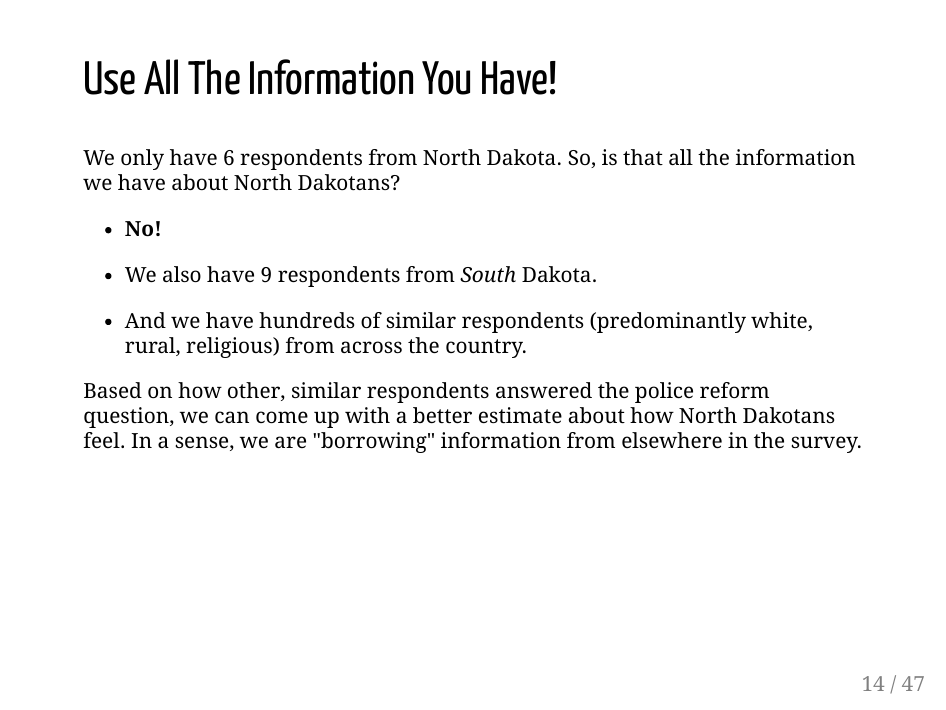 Use All The Information You Have!
We only have 6 respondents from North Dakota. So, is that all the information
we have about North Dakotans?
• No!
• We also have 9 respondents from South Dakota.
• And we have hundreds of similar respondents (predominantly white,
rural, religious) from across the country.
Based on how other, similar respondents answered the police reform
question, we can come up with a better estimate about how North Dakotans
feel. In a sense, we are "borrowing" information from elsewhere in the survey.
14 / 47